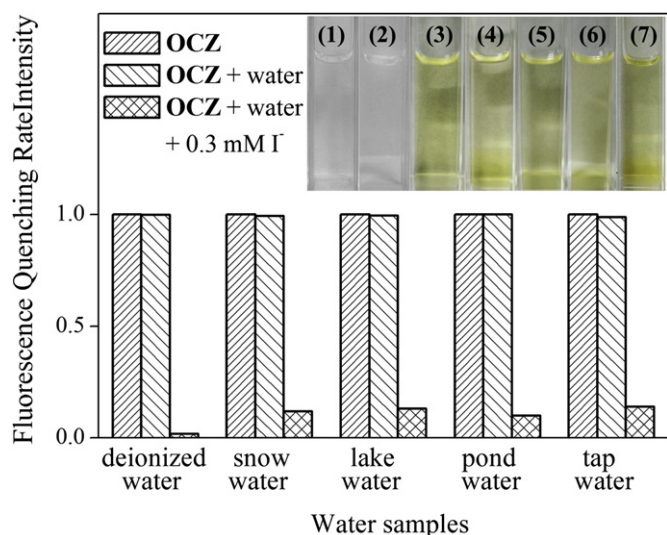 OCZ
OCZ + water
OCZ + water
+ 0.3 mM I-
(1) (2) (3) (4) (5) (6) (7)
Fluorescence Quenching RateIntensity
1.0
0.5
0.0
deionized water
snow water
lake water
pond water
tap water
Water samples